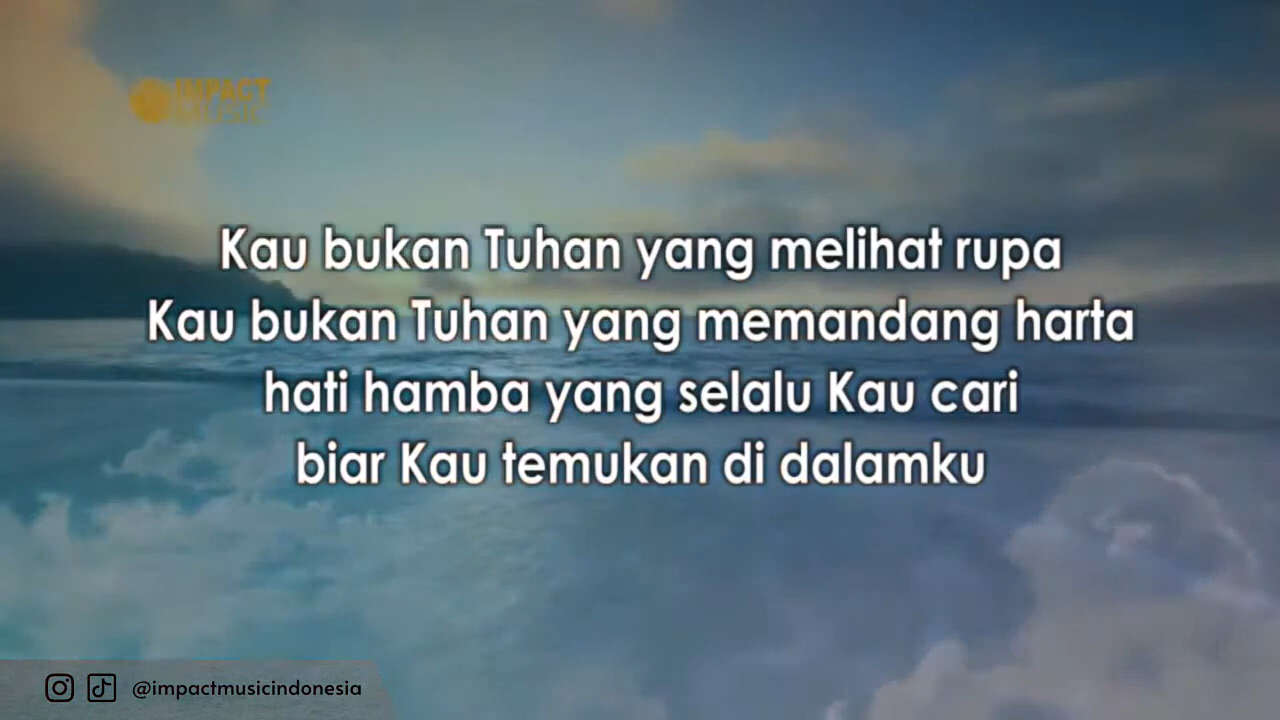 IMPACT
MUSIC
Kau bukan Tuhan yang melihat rupa
Kau bukan Tuhan yang memandang harta
hati hamba yang selalu Kau cari
biar Kau temukan di dalamku
@impactmusicindonesia